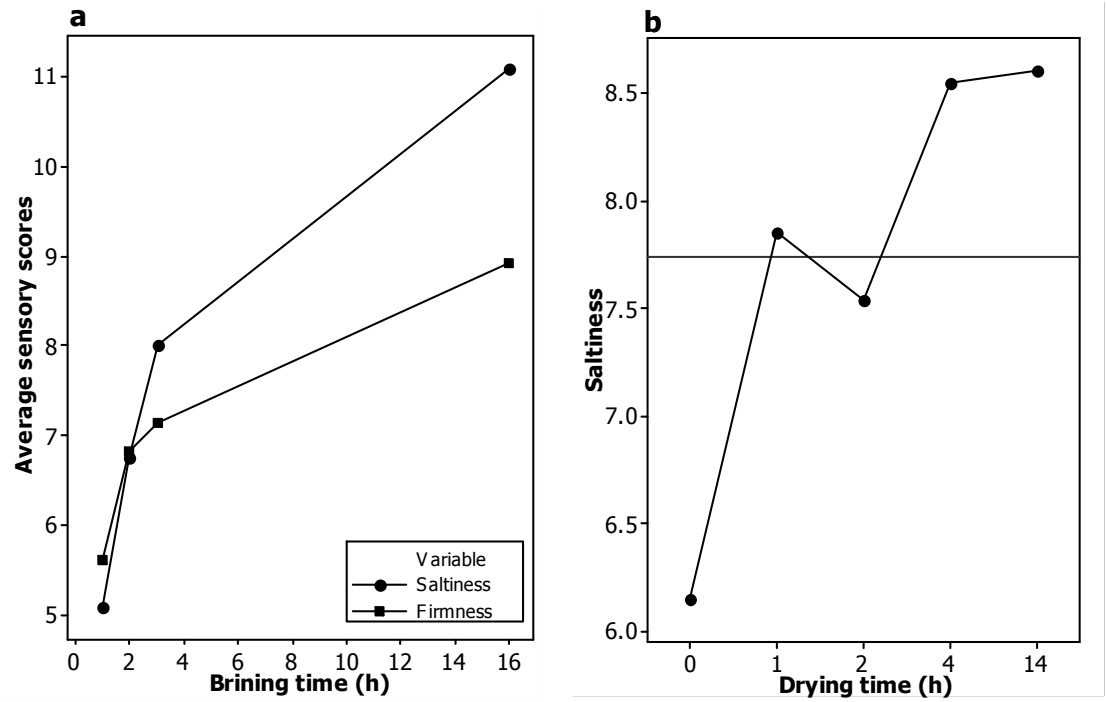 a
Average sensory scores
11
10
9
8
7
6
5
0 2 4 6 8 10 12 14 16
Brining time (h)
Variable
Saltiness
Firmness
b
Saltiness
8.5
8.0
7.5
7.0
6.5
6.0
0 1 2 4 14
Drying time (h)